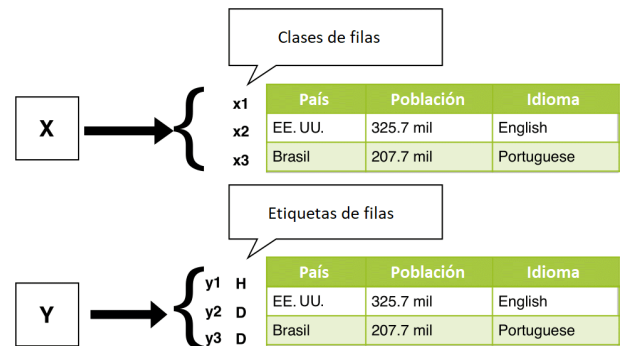 Clases de filas
X
x1 País Población Idioma
x2 EE. UU. 325.7 mil English
x3 Brasil 207.7 mil Portuguese
Etiquetas de filas
Y
y1 H País Población Idioma
y2 D EE. UU. 325.7 mil English
y3 D Brasil 207.7 mil Portuguese